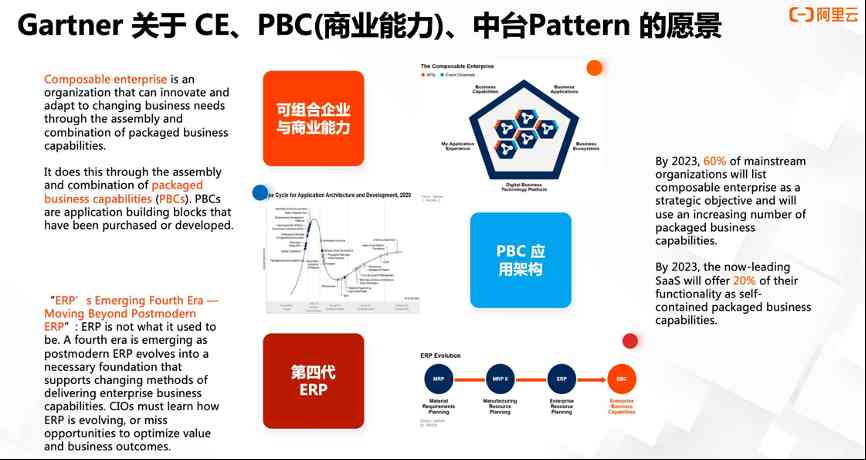 Gartner 关于 CE、PBC(商业能力)、中台Pattern 的愿景
阿里云
Composable enterprise is an
organization that can innovate and
adapt to changing business needs
through the assembly and
combination of packaged business
capabilities.
It does this through the assembly
and combination of packaged
business capabilities (PBCs). PBCs
are application building blocks that
have been purchased or developed.
“ERP’s Emerging Fourth Era —
Moving Beyond Postmodern
ERP”: ERP is not what it used to
be. A fourth era is emerging as
postmodern ERP evolves into a
necessary foundation that
supports changing methods of
delivering enterprise business
capabilities. CIOs must learn how
ERP is evolving, or miss
opportunities to optimize value
and business outcomes.
可组合企业
与商业能力
The Composable Enterprise
APIs
Event Channels
Business
Capabilities
Business
Applications
My Application
Experience
Business
Ecosystems
Digital Business
Technology Platform
Cycle for Application Architecture and Development, 2020
PBC 应
用架构
第四代
ERP
ERP Evolution
MRP
MRP II
ERP
EBC
Material
Requirements
Planning
Manufacturing
Resource
Planning
Enterprise
Resource
Planning
Enterprise
Business
Capabilities
By 2023, 60% of mainstream
organizations will list
composable enterprise as a
strategic objective and will
use an increasing number of
packaged business
capabilities.
By 2023, the now-leading
SaaS will offer 20% of their
functionality as self-
contained packaged business
capabilities.